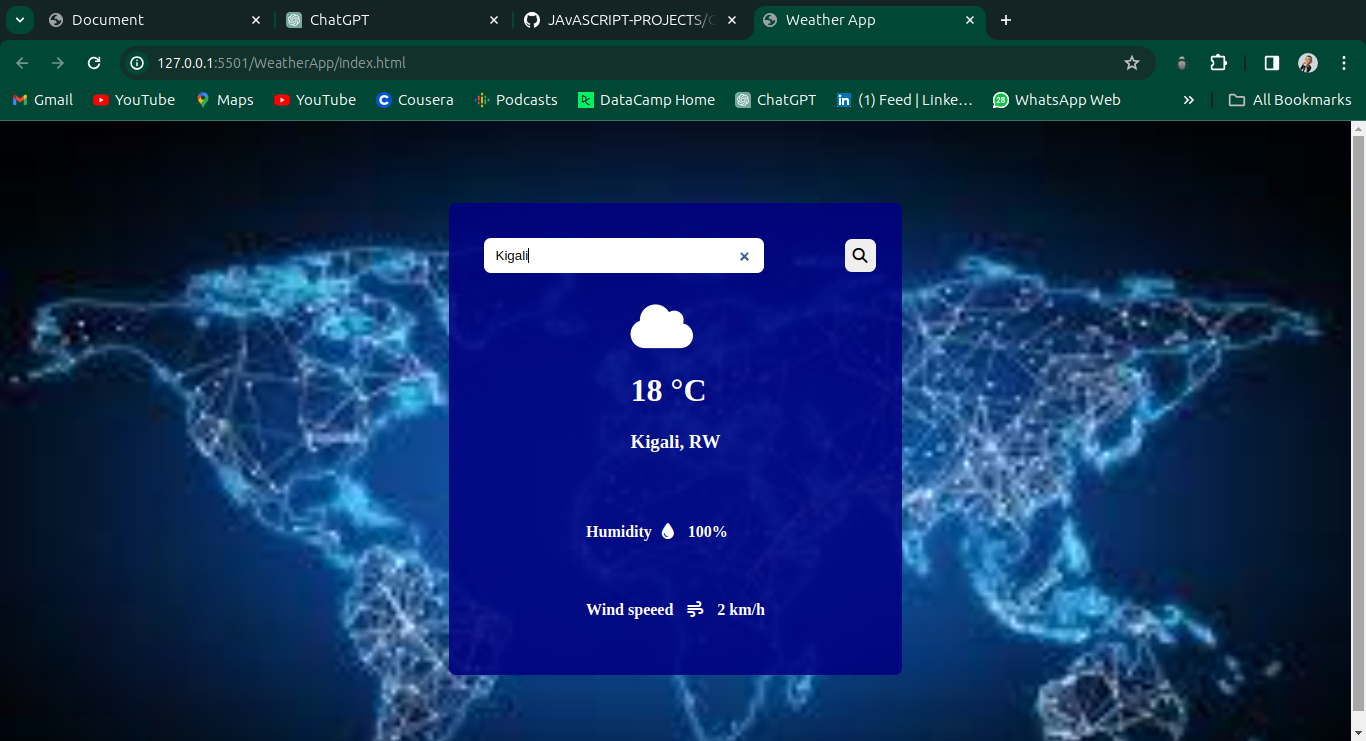 Document
ChatGPT
JAvASCRIPT-PROJECTS/
Weather App
127.0.0.1:5501/WeatherApp/index.html
Gmail
YouTube
Maps
YouTube
Cousera
Podcasts
DataCamp Home
ChatGPT
(1) Feed | Linke...
28
WhatsApp Web
All Bookmarks
Kigali
18 °C
Kigali, RW
Humidity 100%
Wind speeed 2 km/h